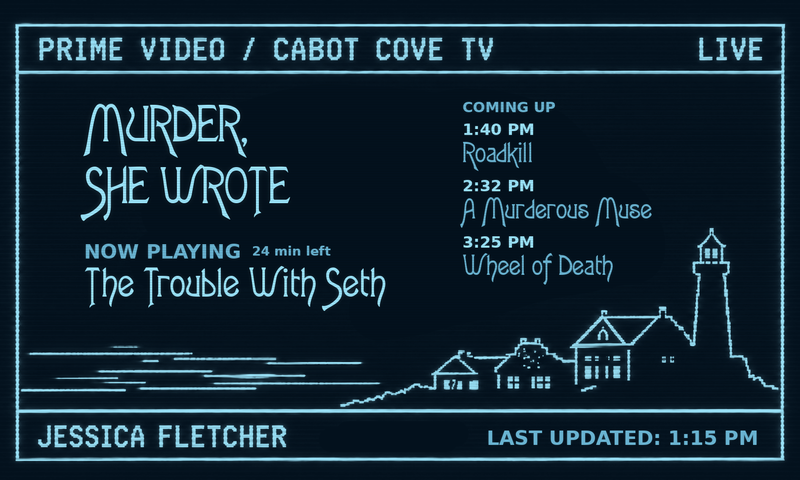 PRIME VIDEO / CABOT COVE TV
LIVE
MURDER,
SHE WROTE
NOW PLAYING 24 min left
The Trouble With Seth
COMING UP
1:40 PM
Roadkill
2:32 PM
A Murderous Muse
3:25 PM
Wheel of Death
JESSICA FLETCHER
LAST UPDATED: 1:15 PM